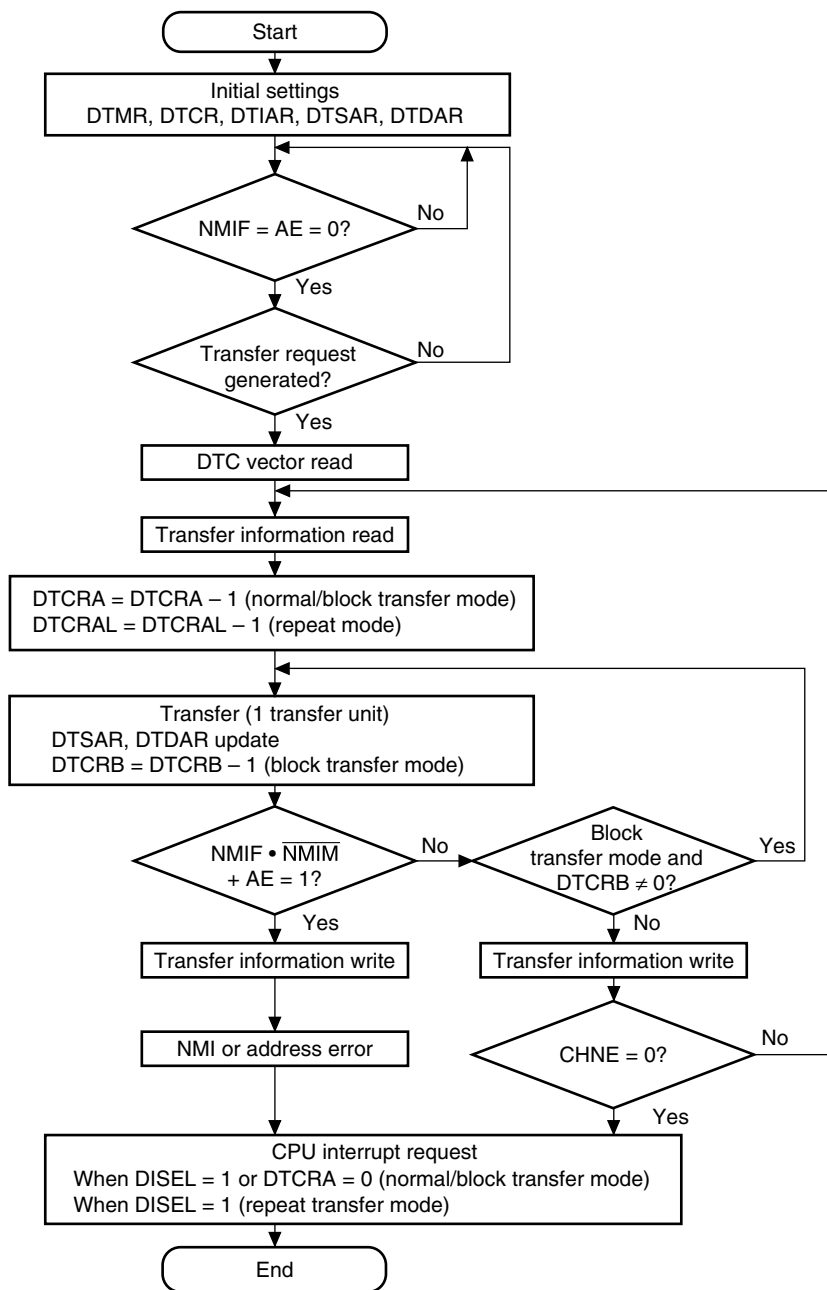 Start
Initial settings
DTMR, DTCR, DTIAR, DTSAR, DTDAR
NMIF = AE = 0?
No
Yes
Transfer request
generated?
No
Yes
DTC vector read
Transfer information read
DTCRA = DTCRA – 1 (normal/block transfer mode)
DTCRAL = DTCRAL – 1 (repeat mode)
Transfer (1 transfer unit)
DTSAR, DTDAR update
DTCRB = DTCRB – 1 (block transfer mode)
NMIF • N̅M̅I̅M̅
+ AE = 1?
No
Yes
Block
transfer mode and
DTCRB ≠ 0?
Yes
No
Transfer information write
Transfer information write
NMI or address error
CHNE = 0?
No
Yes
CPU interrupt request
When DISEL = 1 or DTCRA = 0 (normal/block transfer mode)
When DISEL = 1 (repeat transfer mode)
End